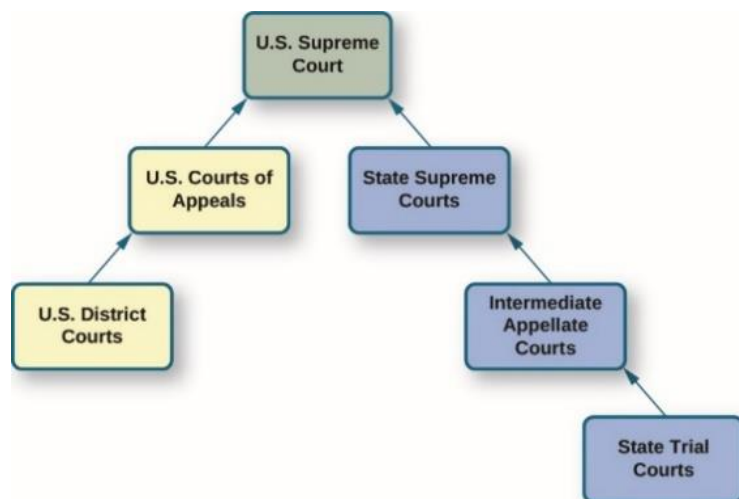 U.S. Supreme
Court
U.S. Courts of
Appeals
State Supreme
Courts
U.S. District
Courts
Intermediate
Appellate
Courts
State Trial
Courts